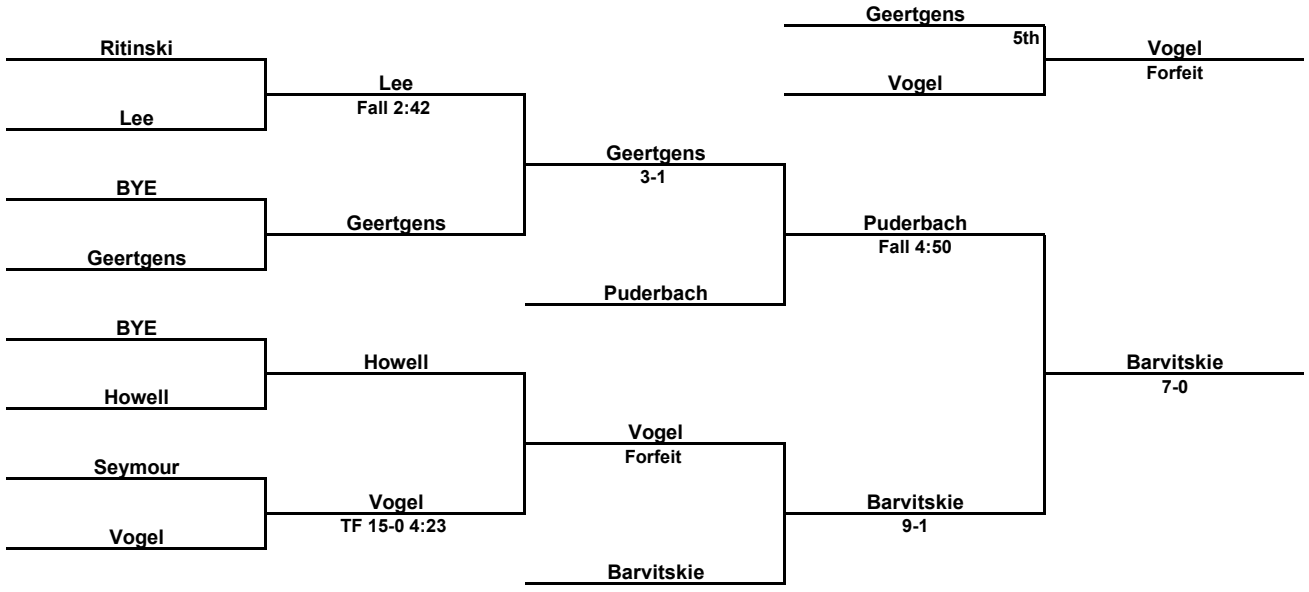 Geertgens
5th
Vogel
Forfeit
Vogel
Ritinski
Lee
Fall 2:42
Lee
Geertgens
3-1
BYE
Geertgens
Geertgens
Puderbach
Fall 4:50
Puderbach
BYE
Howell
Howell
Barvitskie
7-0
Vogel
Forfeit
Seymour
Vogel
TF 15-0 4:23
Vogel
Barvitskie
9-1
Barvitskie